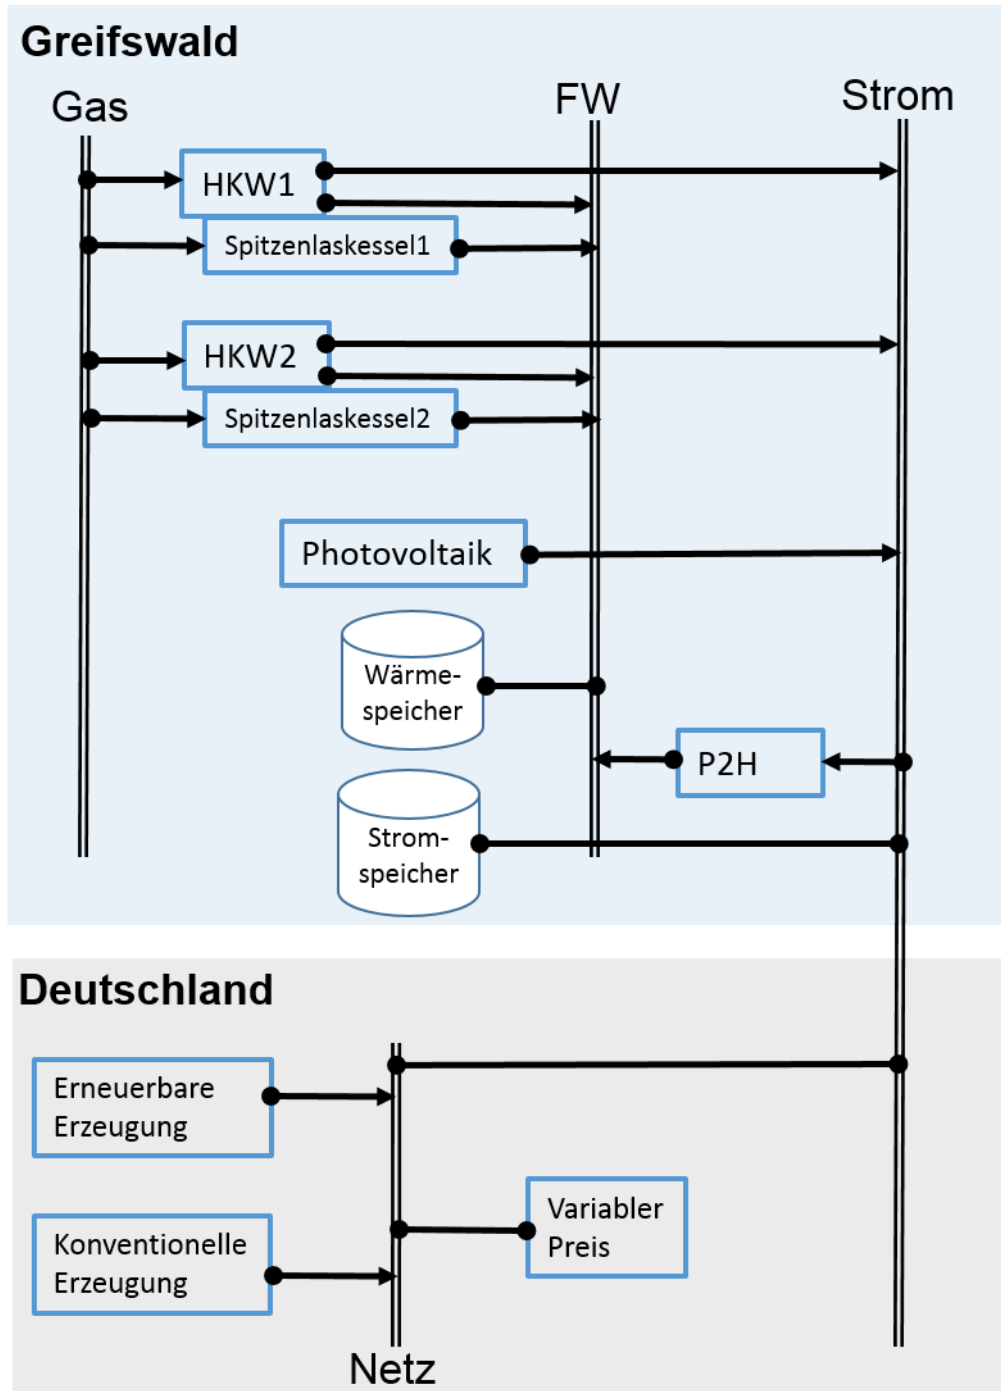 Greifswald
Gas
FW
Strom
HKW1
Spitzenlaskessel1
HKW2
Spitzenlaskessel2
Photovoltaik
Wärme-
speicher
P2H
Strom-
speicher
Deutschland
Erneuerbare
Erzeugung
Variabler
Preis
Konventionelle
Erzeugung
Netz